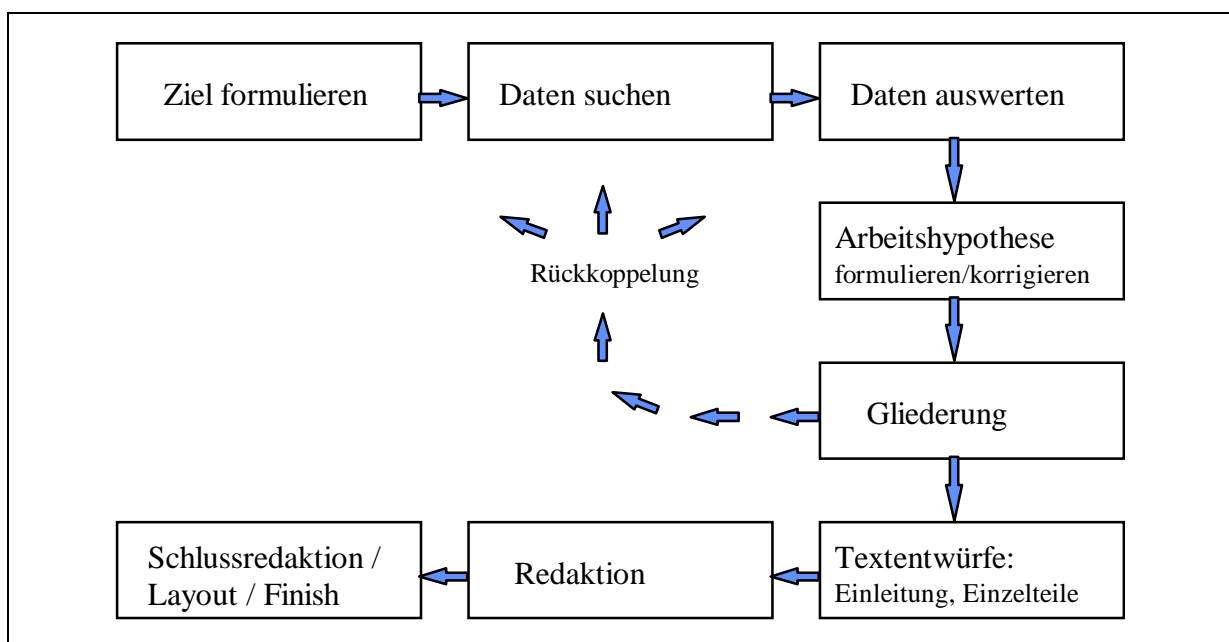 Ziel formulieren
Daten suchen
Daten auswerten
Arbeitshypothese
formulieren/korrigieren
Rückkoppelung
Gliederung
Textentwürfe:
Einleitung, Einzelteile
Redaktion
Schlussredaktion /
Layout / Finish